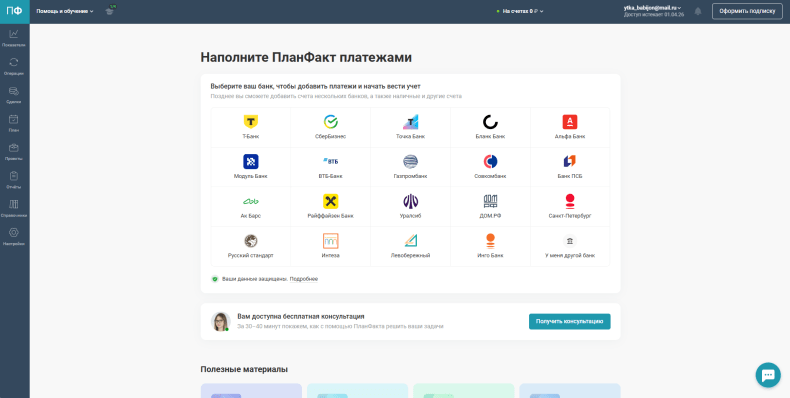 ПФ
Помощь и обучение
На счетах 0 ₽
ytka_babijon@mail.ru
Доступ истекает 01.04.26
Оформить подписку
Показатели
Операции
Сделки
План
Проекты
Отчёты
Справочники
Настройки
Наполните ПланФакт платежами
Выберите ваш банк, чтобы добавить платежи и начать вести учет
Позднее вы сможете добавить счета нескольких банков, а также наличные и другие счета
Т-Банк
СберБизнес
Точка Банк
Бланк Банк
Альфа Банк
Модуль Банк
ВТБ
ВТБ-Банк
Газпромбанк
Совкомбанк
Банк ПСБ
Ак Барс
Райффайзен Банк
Уралсиб
ДОМ.РФ
Санкт-Петербург
Русский стандарт
Интеза
Левобережный
Инго Банк
У меня другой банк
Ваши данные защищены. Подробнее
Вам доступна бесплатная консультация
За 30–40 минут покажем, как с помощью ПланФакта решить ваши задачи
Получить консультацию
Полезные материалы